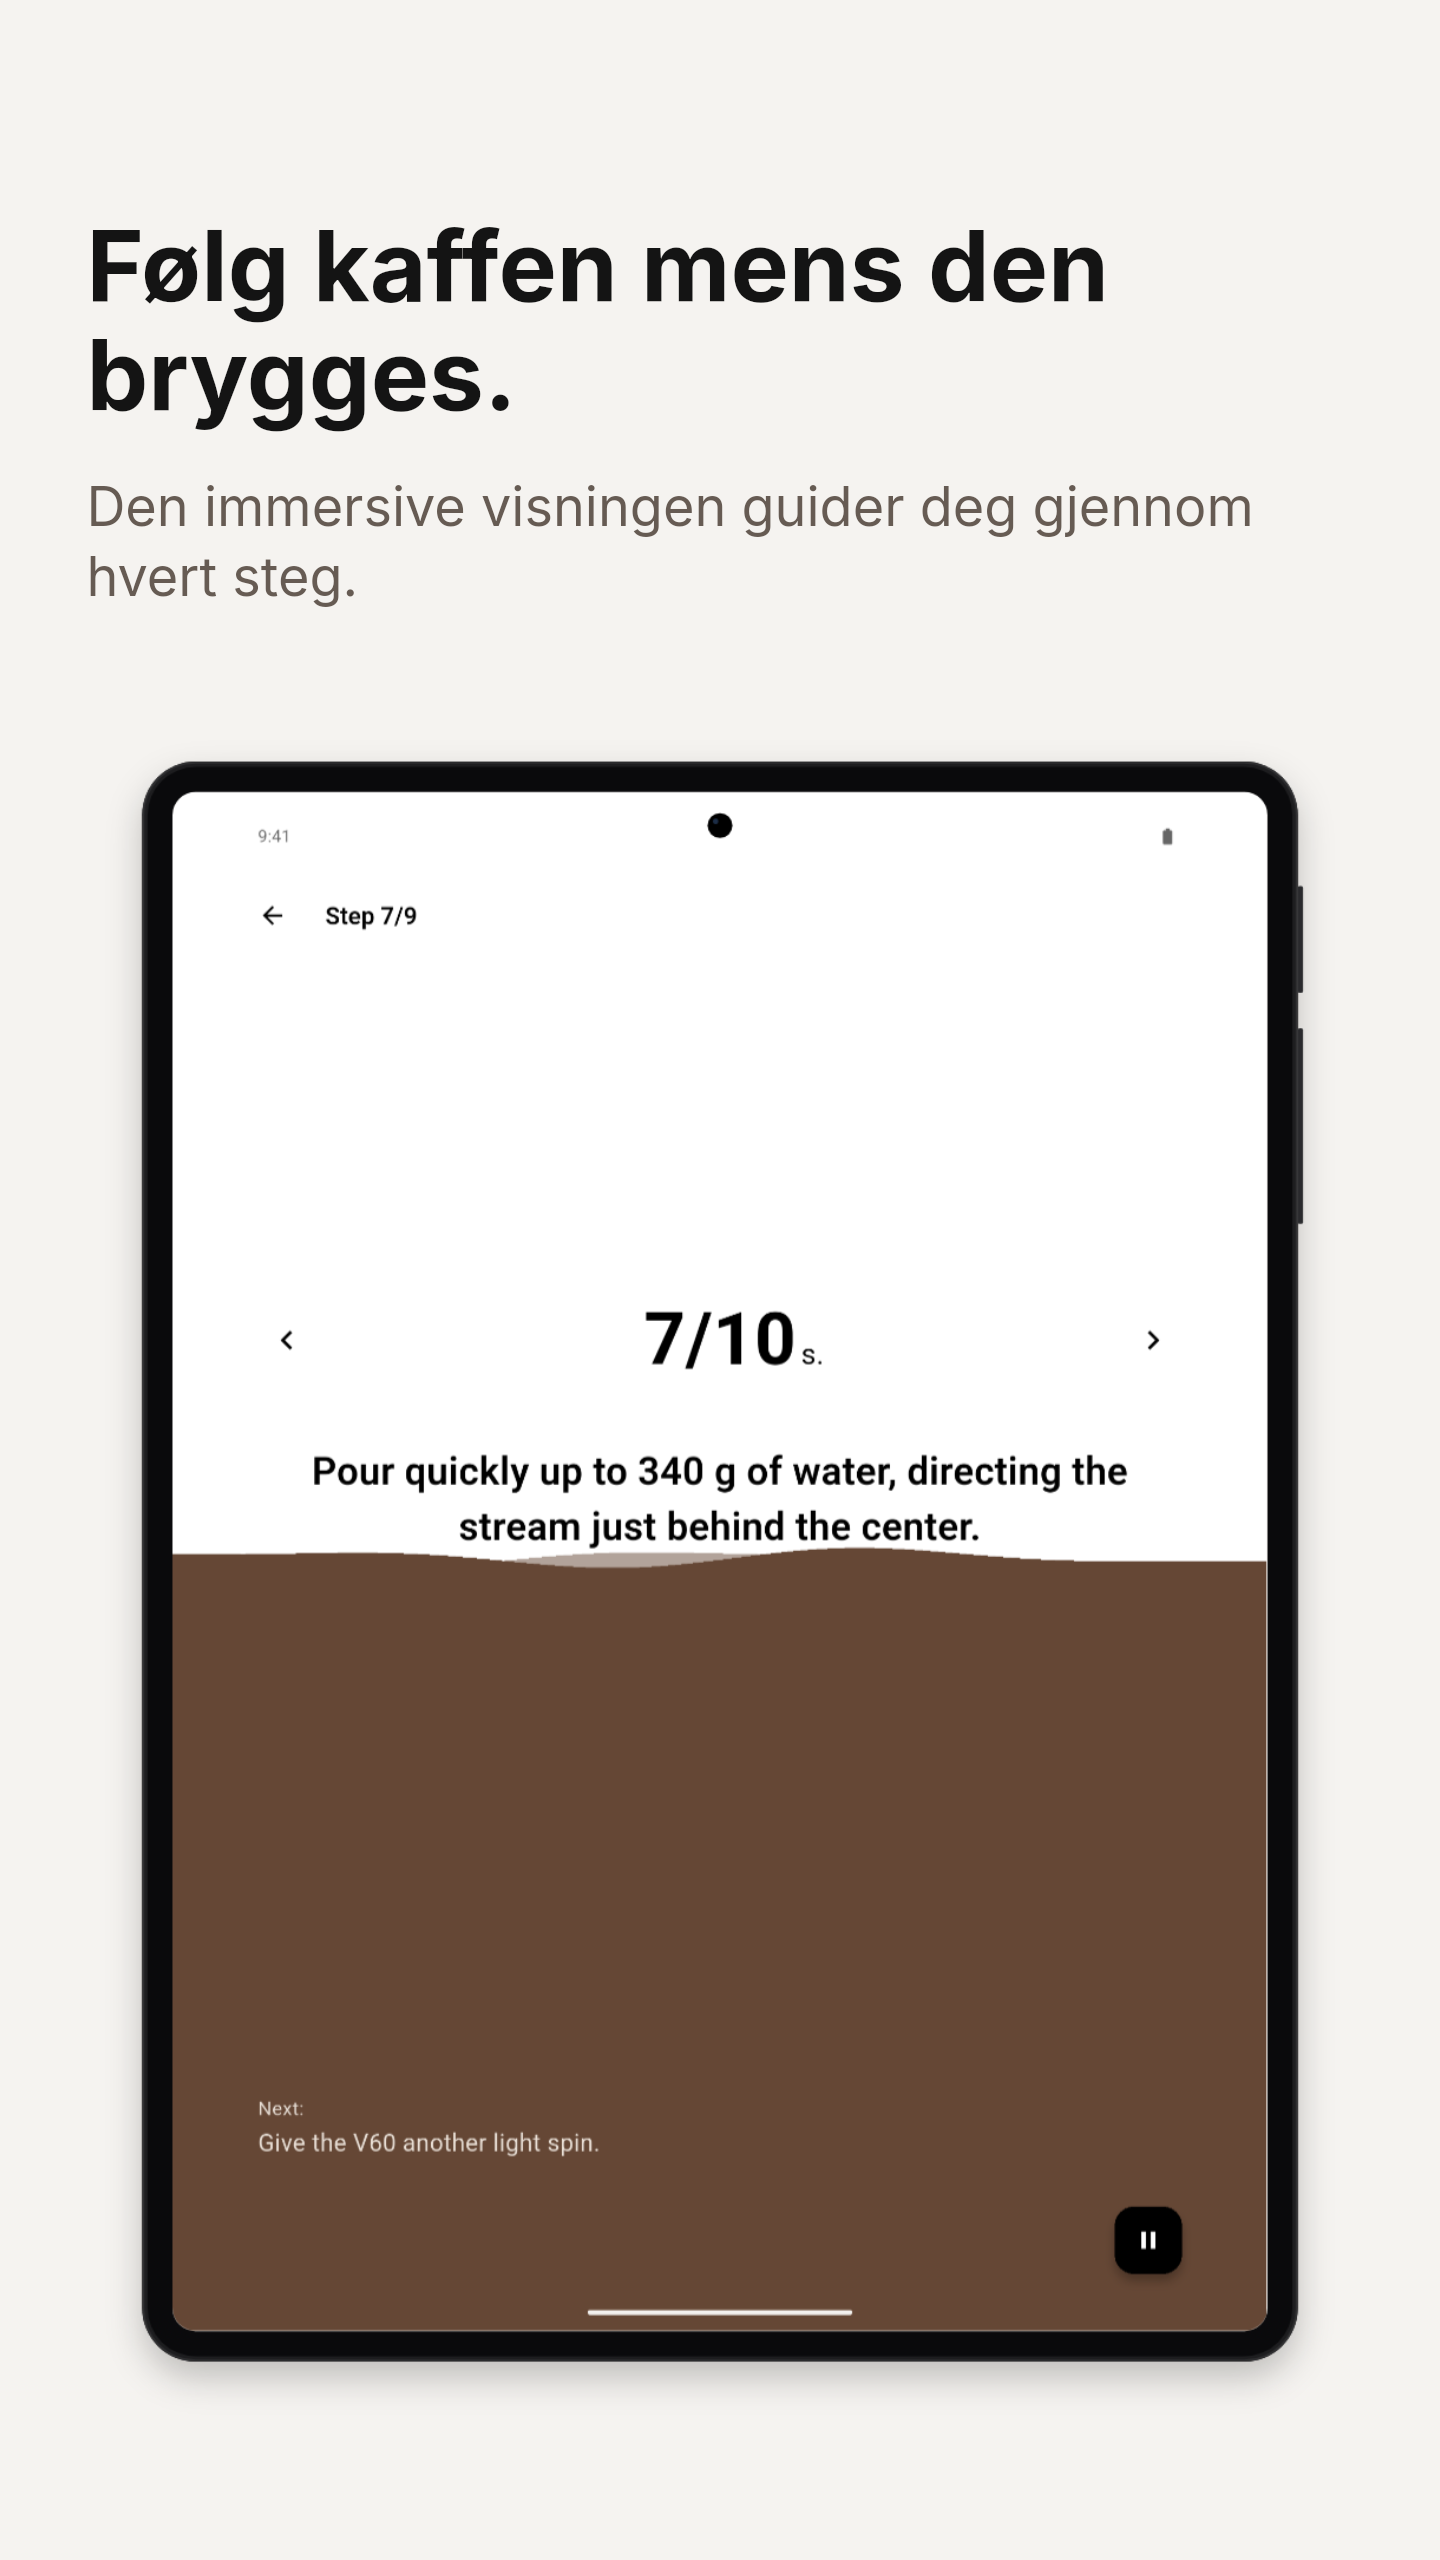 Følg kaffen mens den
brygges.
Den immersive visningen guider deg gjennom
hvert steg.
9:41
Step 7/9
7/10 s.
Pour quickly up to 340 g of water, directing the
stream just behind the center.
Next:
Give the V60 another light spin.